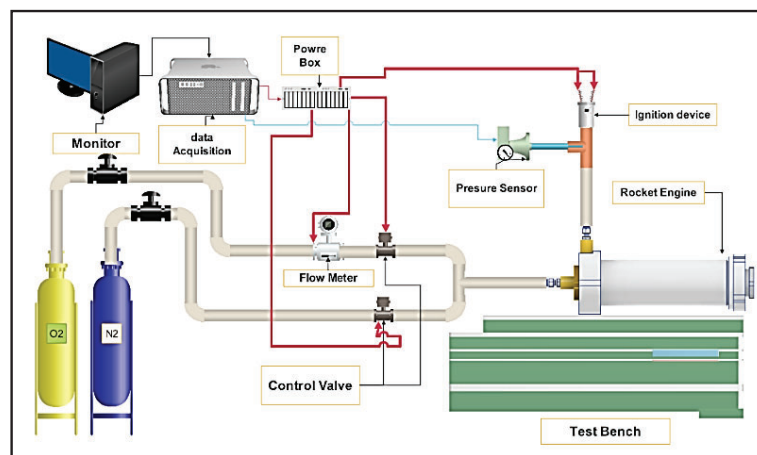 Powre
Box
Monitor
data
Acquisition
Ignition device
Presure Sensor
Rocket Engine
Flow Meter
O2
N2
Control Valve
Test Bench